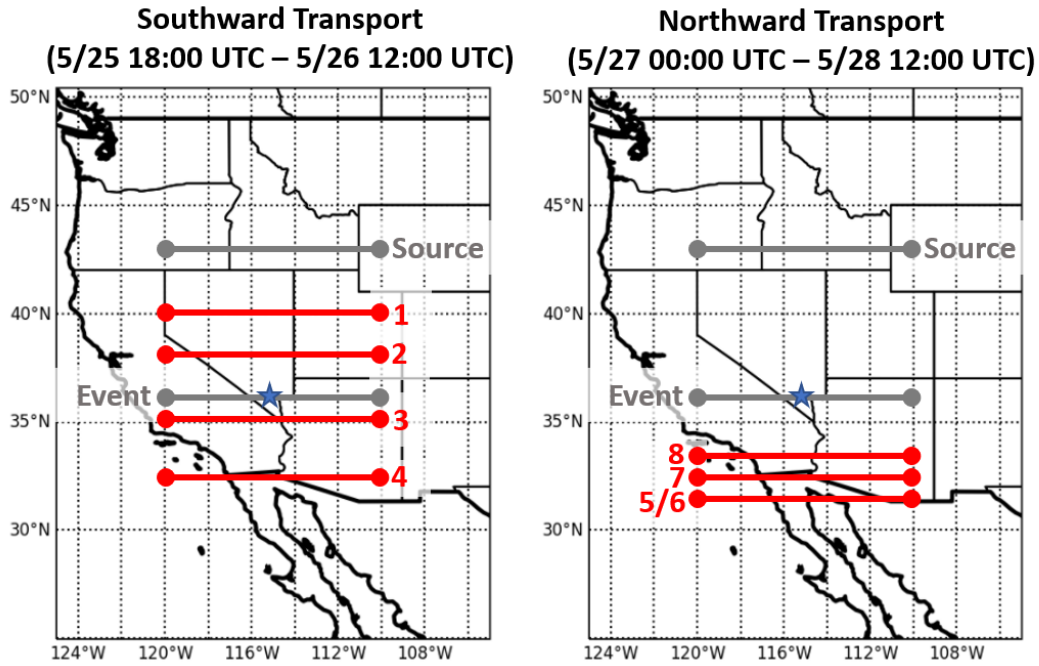 Southward Transport
(5/25 18:00 UTC – 5/26 12:00 UTC)
50°N
45°N
40°N
35°N
30°N
124°W 120°W 116°W 112°W 108°W
Source
1
2
Event
3
4
Northward Transport
(5/27 00:00 UTC – 5/28 12:00 UTC)
50°N
45°N
40°N
35°N
30°N
124°W 120°W 116°W 112°W 108°W
Source
Event
8
7
5/6